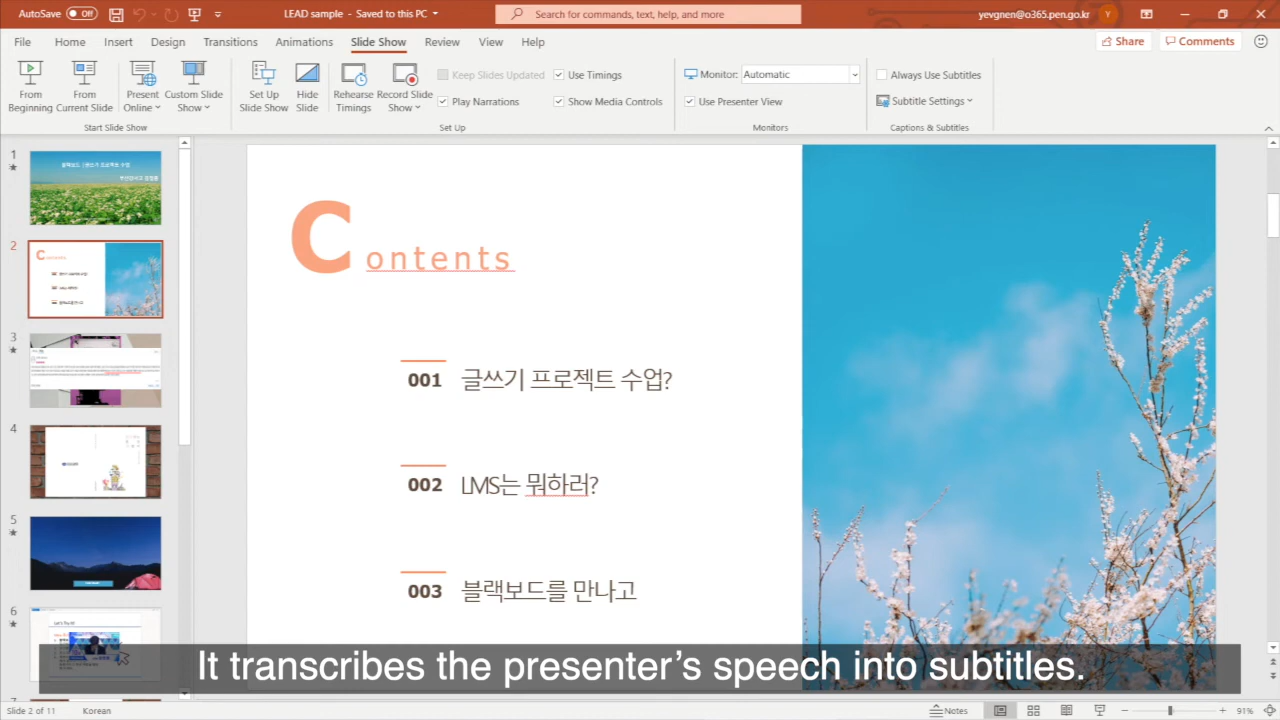 AutoSave Off LEAD sample - Saved to this PC Search for commands, text, help, and more yevgnen@o365.pen.go.kr Y
File Home Insert Design Transitions Animations Slide Show Review View Help Share Comments
From Beginning
From Current Slide
Present Online
Custom Slide Show
Set Up Slide Show
Hide Slide
Rehearse Timings
Record Slide Show
Keep Slides Updated
Play Narrations
Use Timings
Show Media Controls
Monitor: Automatic
Use Presenter View
Always Use Subtitles
Subtitle Settings
Start Slide Show Set Up Monitors Captions & Subtitles
1
2
3
4
5
6
Contents
001 글쓰기 프로젝트 수업?
002 LMS는 뭐하러?
003 블랙보드를 만나고
It transcribes the presenter's speech into subtitles.
Slide 2 of 11 Korean Notes 91%